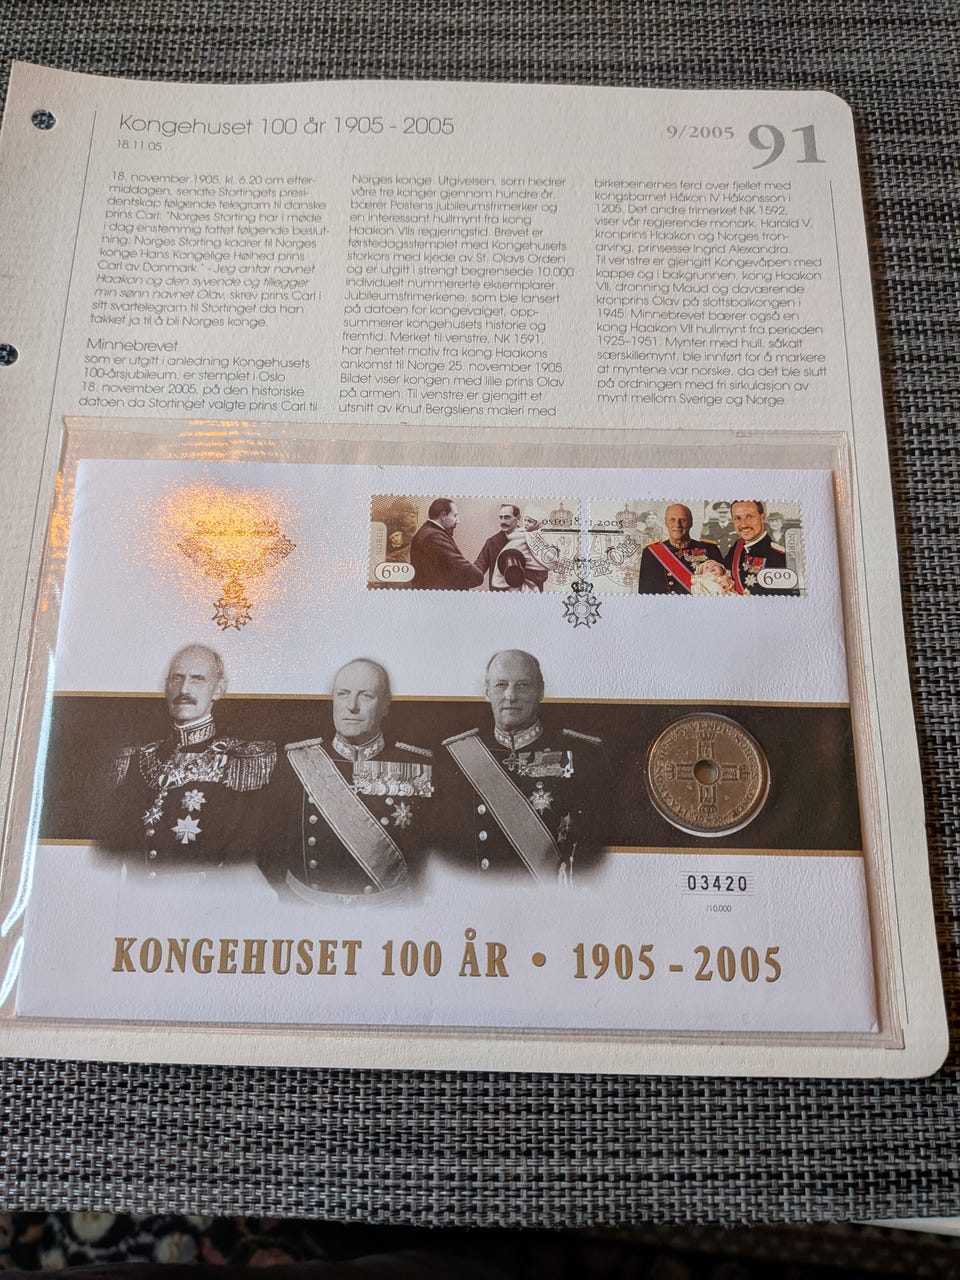 Kongehuset 100 år 1905 - 2005
18.11.05
9/2005 91
18. november 1905, kl. 6.20 om etter-
middagen, sendte Stortingets presi-
dentskap følgende telegram til danske
prins Carl: "Norges Storting har i møde
i dag enstemmig fattet følgende beslut-
ning: Norges Storting kaarer til Norges
konge Hans Kongelige Høihed prins
Carl av Danmark." - Jeg antar navnet
Haakon og den syvende og tillegger
min sønn navnet Olav, skrev prins Carl i
sitt svartelegram til Stortinget da han
takket ja til å bli Norges konge.
Minnebrevet
som er utgitt i anledning Kongehusets
100-årsjubileum, er stemplet i Oslo
18. november 2005, på den historiske
datoen da Stortinget valgte prins Carl til
Norges konge. Utgivelsen, som hedrer
våre tre konger gjennom hundre år,
bærer Postens jubileumsfrimerker og
en interessant hullmynt fra kong
Haakon VIIs regjeringstid. Brevet er
førstedagsstemplet med Kongehusets
storkors med kjede av St. Olavs Orden
og er utgitt i strengt begrensede 10.000
individuelt nummererte eksemplarer.
Jubileumsfrimerkene, som ble lansert
på datoen for kongevalget, opp-
summerer kongehusets historie og
fremtid. Merket til venstre, NK 1591,
har hentet motiv fra kong Haakons
ankomst til Norge 25. november 1905.
Bildet viser kongen med lille prins Olav
på armen. Til venstre er gjengitt et
utsnitt av Knut Bergsliens maleri med
birkebeinernes ferd over fjellet med
kongsbarnet Håkon IV Håkonsson i
1205. Det andre frimerket NK 1592,
viser vår regjerende monark, Harald V,
kronprins Haakon og Norges tron-
arving, prinsesse Ingrid Alexandra.
Til venstre er gjengitt Kongevåpen med
kappe og i bakgrunnen, kong Haakon
VII, dronning Maud og daværende
kronprins Olav på slottsbalkongen i
1945. Minnebrevet bærer også en
kong Haakon VII hullmynt fra perioden
1925-1951. Mynter med hull, såkalt
særskillemynt, ble innført for å markere
at myntene var norske, da det ble slutt
på ordningen med fri sirkulasjon av
mynt mellom Sverige og Norge.
NORGE
600
NORGE
600
03420
/10.000
KONGEHUSET 100 ÅR • 1905 - 2005